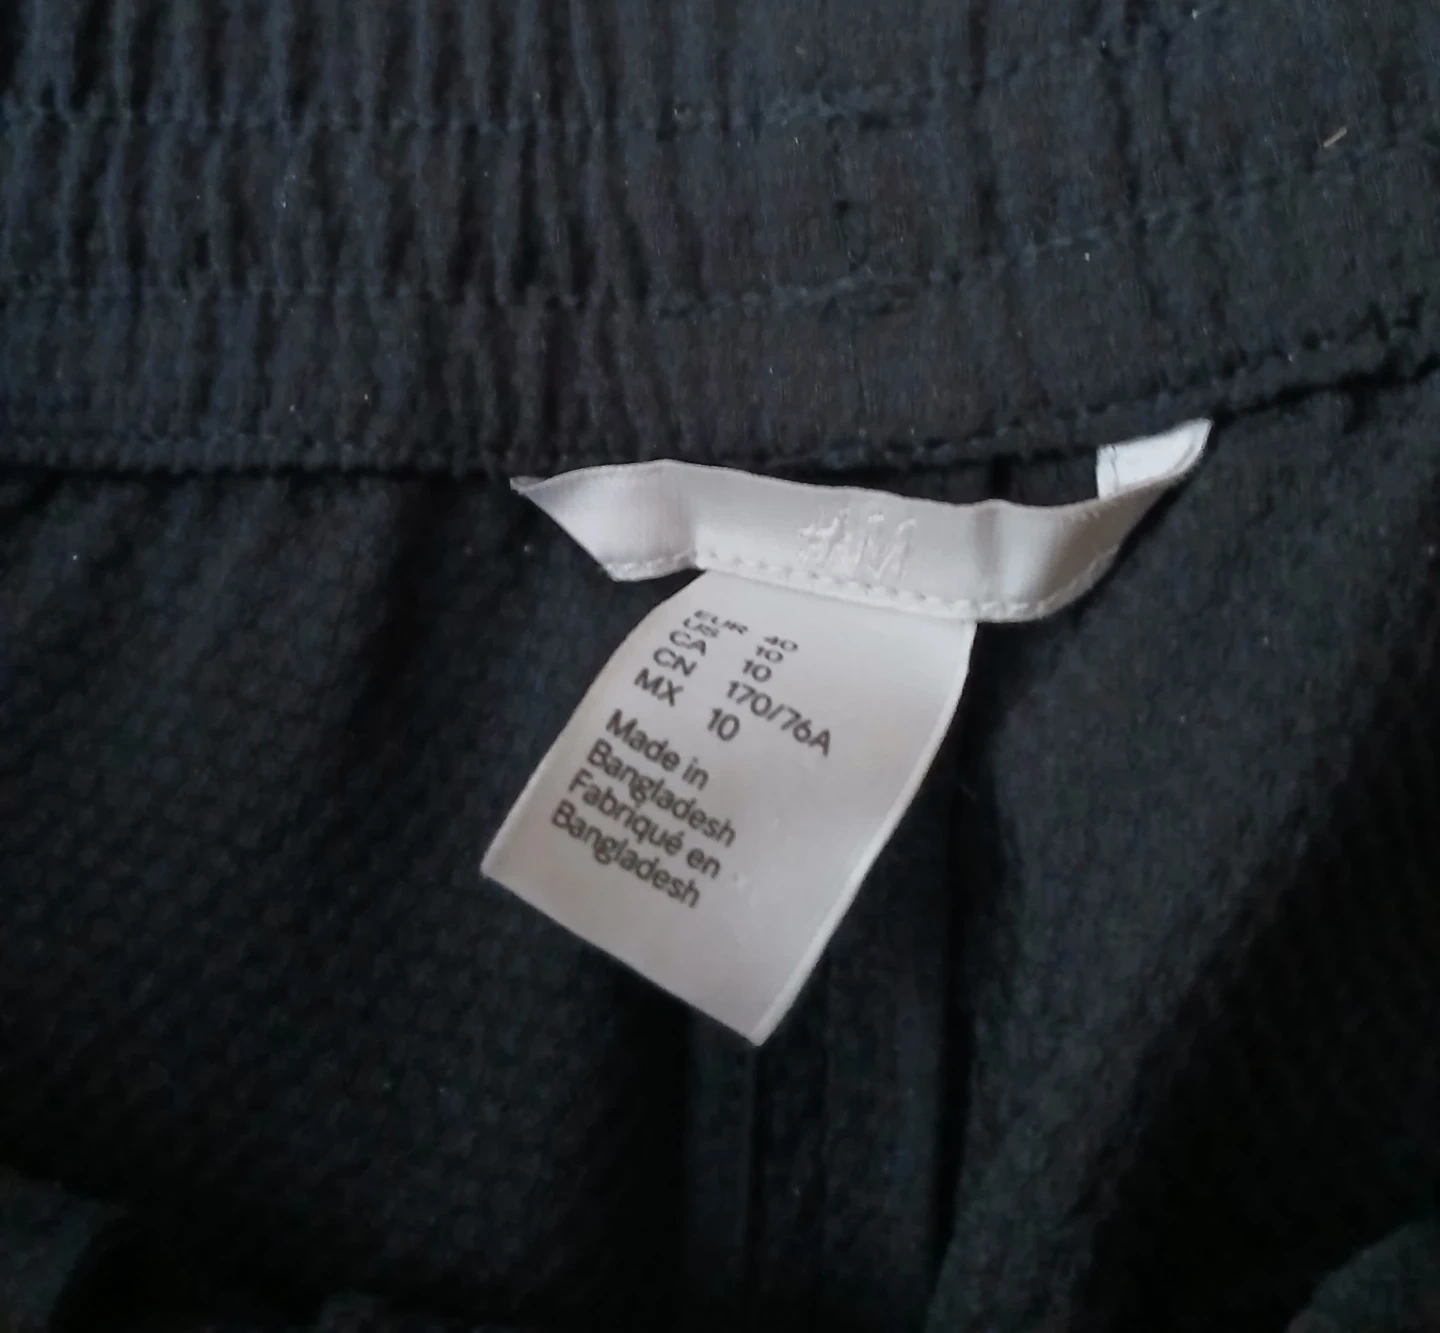 H&M
EUR 40
US 10
CA 10
CN 170/76A
MX 10
Made in
Bangladesh
Fabriqué en
Bangladesh